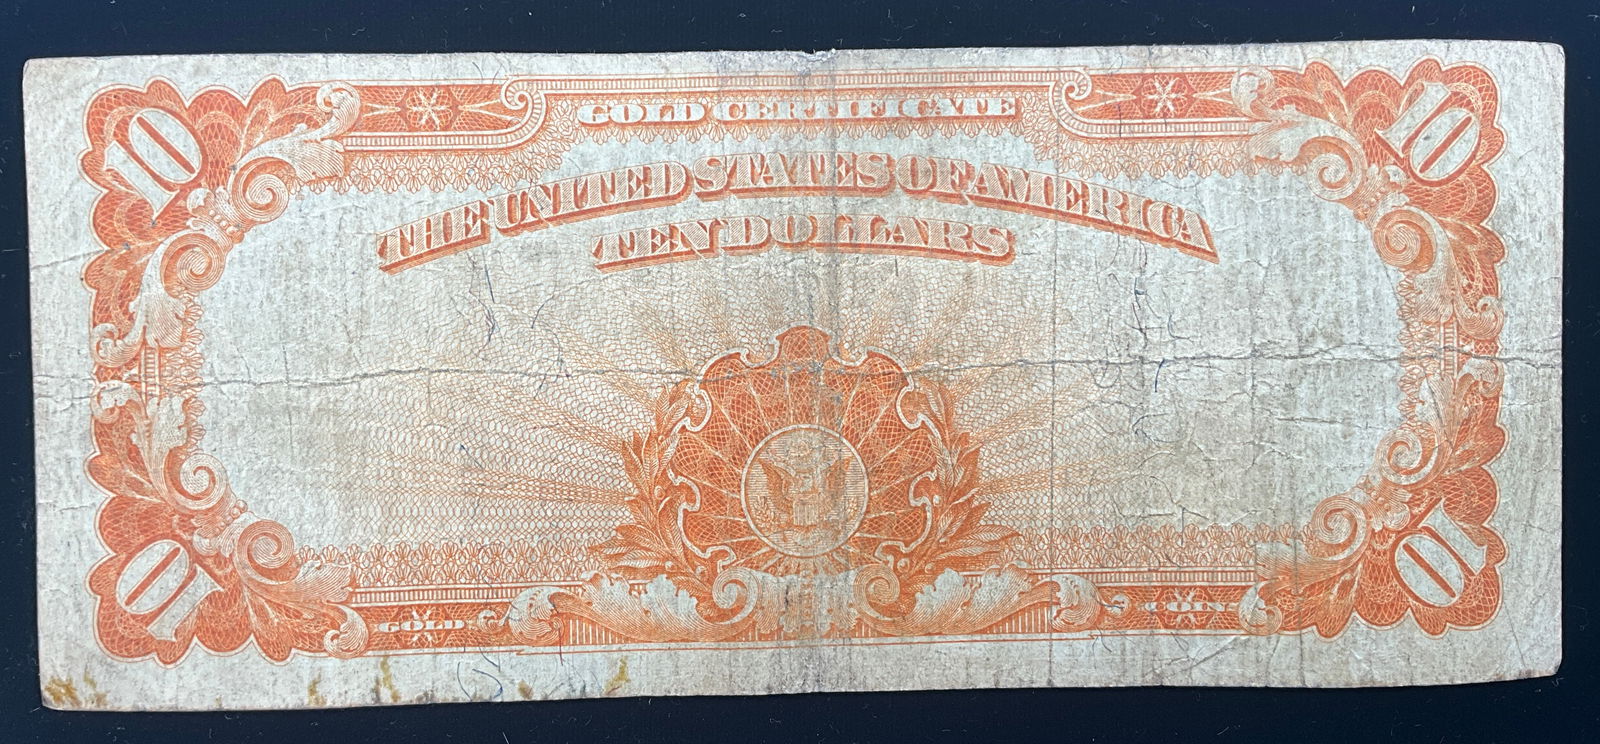 10 GOLD CERTIFICATE 10
THE UNITED STATES OF AMERICA
TEN DOLLARS
10 GOLD COIN 10